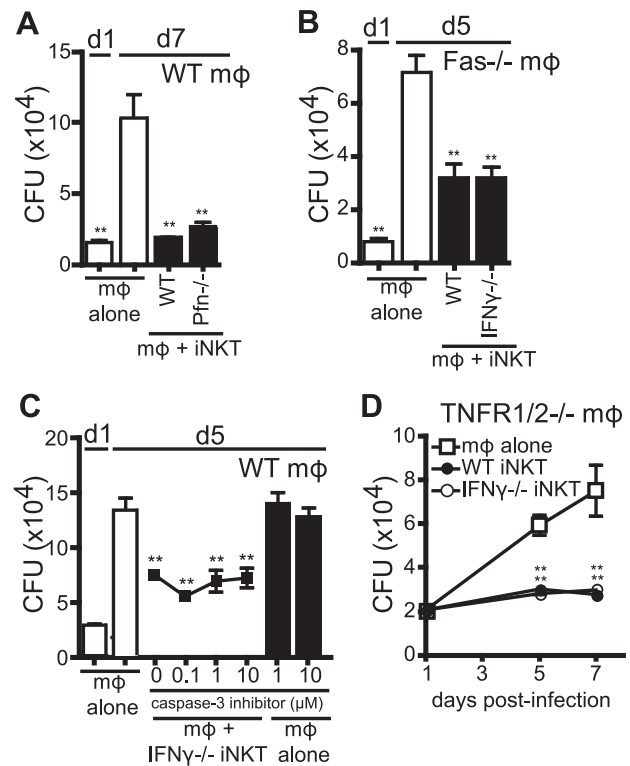 A
d1 d7
WT mϕ
15
10
5
0
CFU (x10⁴)
**
**
**
mϕ
alone
WT
Pfn-/-
mϕ + iNKT
B
d1 d5
Fas-/- mϕ
8
6
4
2
0
CFU (x10⁴)
**
**
**
mϕ
alone
WT
IFNγ-/-
mϕ + iNKT
C
d1 d5
WT mϕ
20
15
10
5
0
CFU (x10⁴)
** ** ** **
0 0.1 1 10 1 10
mϕ
alone
caspase-3 inhibitor (µM)
mϕ +
IFNγ-/- iNKT
mϕ
alone
D
TNFR1/2-/- mϕ
mϕ alone
WT iNKT
IFNγ-/- iNKT
10
8
6
4
2
0
CFU (x10⁴)
** **
** **
1 3 5 7
days post-infection